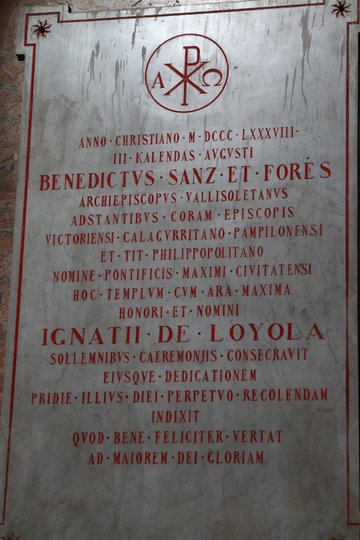 Α Ω
ANNO · CHRISTIANO · M · DCCC · LXXXVIII ·
III · KALENDAS · AVGVSTI
BENEDICTVS · SANZ · ET · FORÉS
ARCHIEPISCOPVS · VALLISOLETANVS
ADSTANTIBVS · CORAM · EPISCOPIS
VICTORIENSI · CALAGVRRITANO · PAMPILONENSI
ET · TIT · PHILIPPOPOLITANO
NOMINE · PONTIFICIS · MAXIMI · CIVITATENSI
HOC · TEMPLVM · CVM · ARA · MAXIMA
HONORI · ET · NOMINI
IGNATII · DE · LOYOLA
SOLLEMNIBVS · CAEREMONIIS · CONSECRAVIT
EIVSQVE · DEDICATIONEM
PRIDIE · ILLIVS · DIEI · PERPETVO · RECOLENDAM
INDIXIT
QVOD · BENE · FELICITER · VERTAT
AD · MAIOREM · DEI · GLORIAM